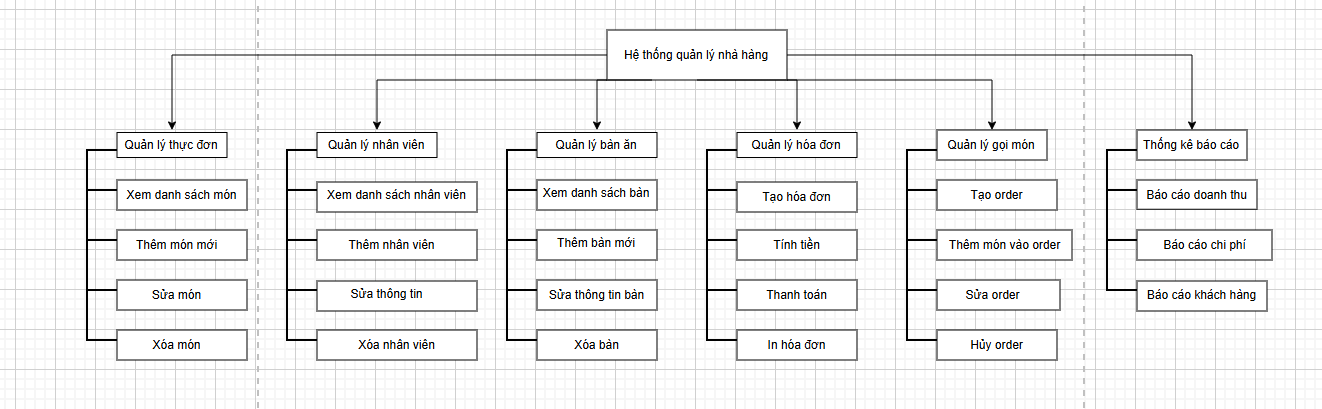 Hệ thống quản lý nhà hàng
Quản lý thực đơn
Xem danh sách món
Thêm món mới
Sửa món
Xóa món
Quản lý nhân viên
Xem danh sách nhân viên
Thêm nhân viên
Sửa thông tin
Xóa nhân viên
Quản lý bàn ăn
Xem danh sách bàn
Thêm bàn mới
Sửa thông tin bàn
Xóa bàn
Quản lý hóa đơn
Tạo hóa đơn
Tính tiền
Thanh toán
In hóa đơn
Quản lý gọi món
Tạo order
Thêm món vào order
Sửa order
Hủy order
Thống kê báo cáo
Báo cáo doanh thu
Báo cáo chi phí
Báo cáo khách hàng